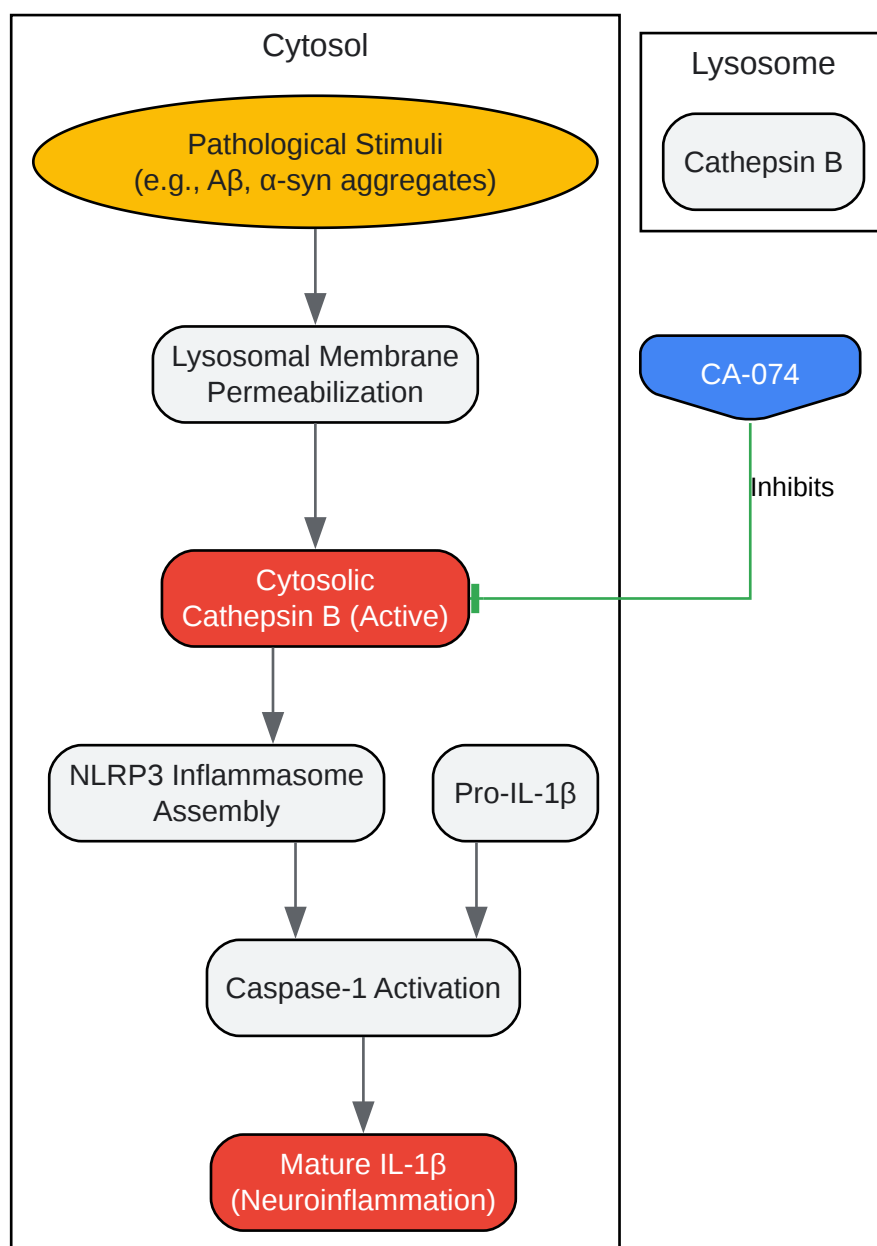 Cytosol
Pathological Stimuli
(e.g., Aβ, α-syn aggregates)
Lysosomal Membrane
Permeabilization
Cytosolic
Cathepsin B (Active)
NLRP3 Inflammasome
Assembly
Pro-IL-1β
Caspase-1 Activation
Mature IL-1β
(Neuroinflammation)
Lysosome
Cathepsin B
CA-074
Inhibits